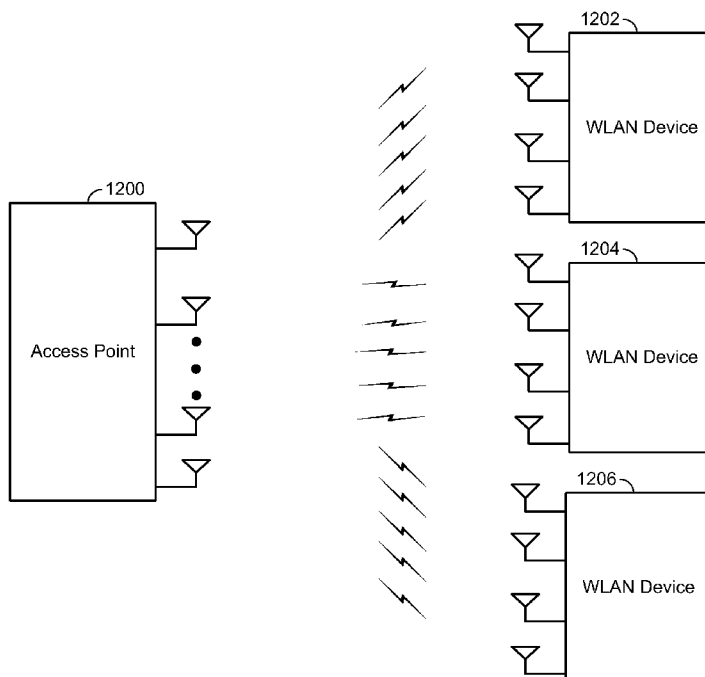 1202
WLAN Device
1200
Access Point
1204
WLAN Device
1206
WLAN Device